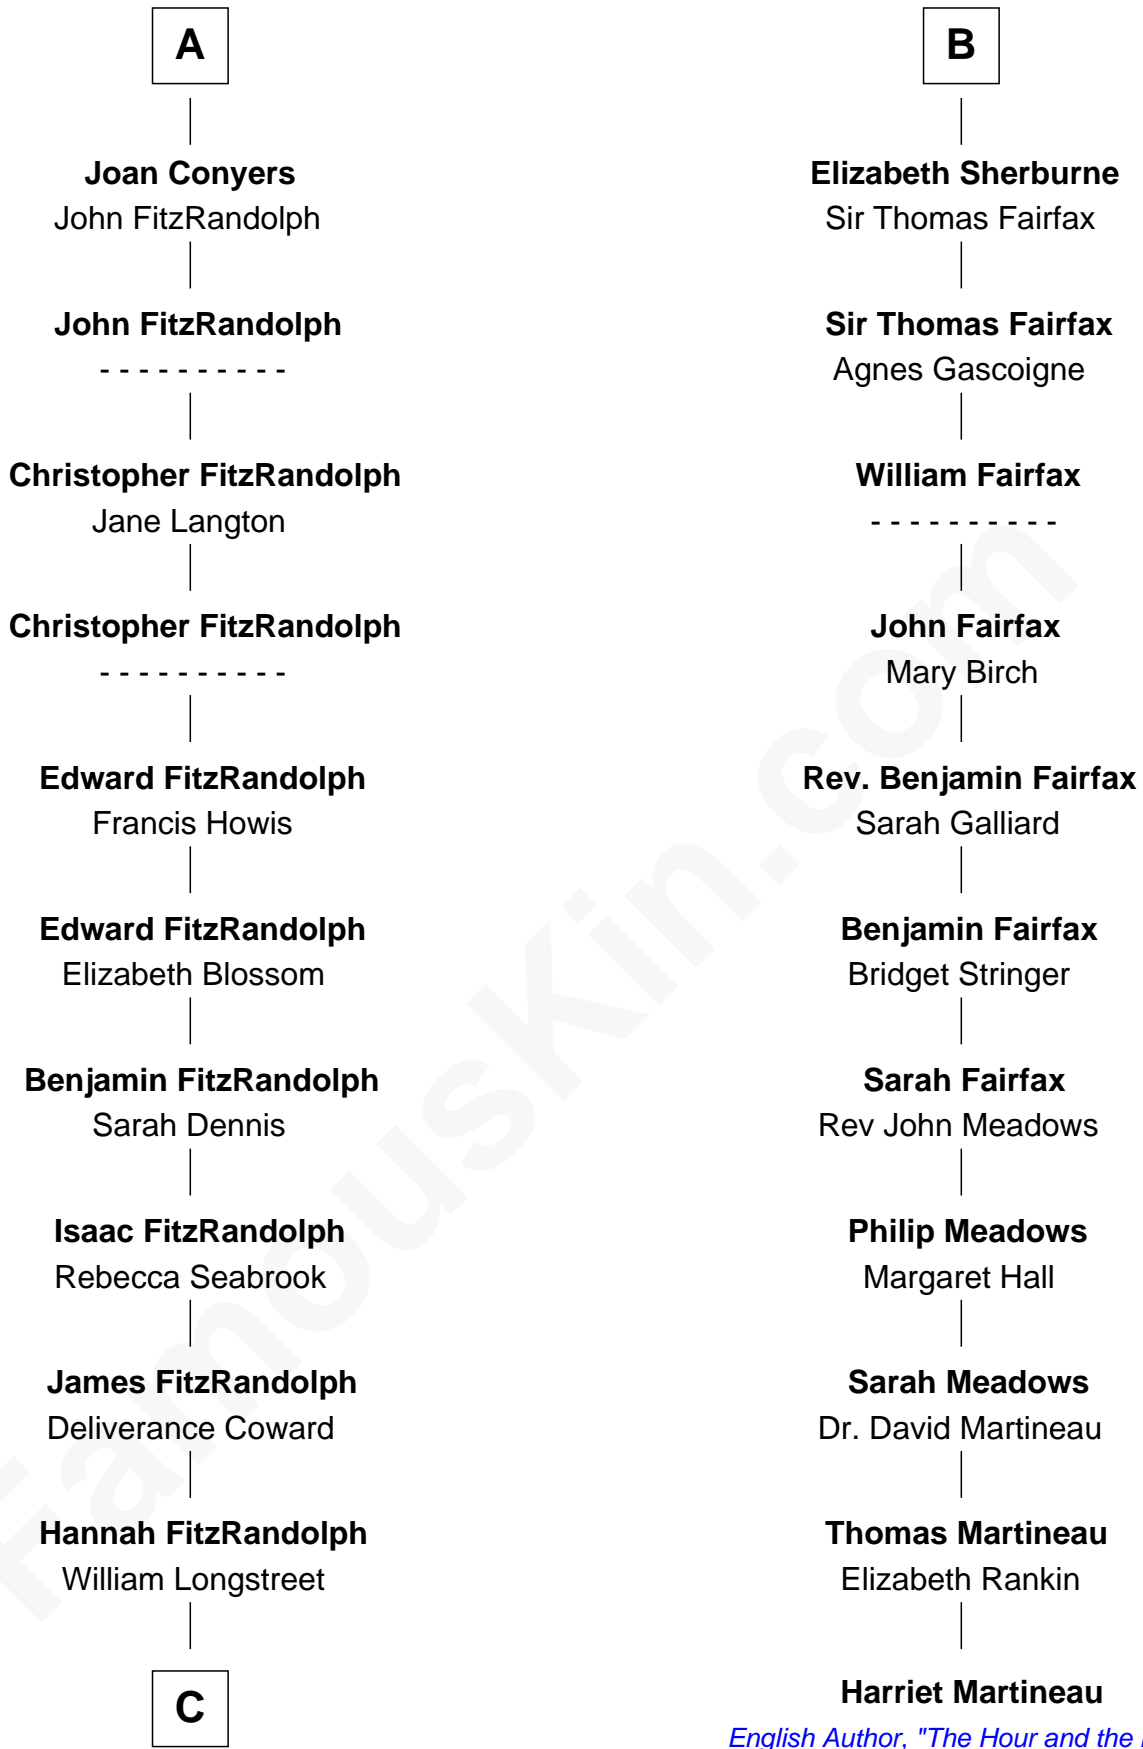 A
Joan Conyers
John FitzRandolph
John FitzRandolph
- - - - - - - - - -
Christopher FitzRandolph
Jane Langton
Christopher FitzRandolph
- - - - - - - - - -
Edward FitzRandolph
Francis Howis
Edward FitzRandolph
Elizabeth Blossom
Benjamin FitzRandolph
Sarah Dennis
Isaac FitzRandolph
Rebecca Seabrook
James FitzRandolph
Deliverance Coward
Hannah FitzRandolph
William Longstreet
C
B
Elizabeth Sherburne
Sir Thomas Fairfax
Sir Thomas Fairfax
Agnes Gascoigne
William Fairfax
- - - - - - - - - -
John Fairfax
Mary Birch
Rev. Benjamin Fairfax
Sarah Galliard
Benjamin Fairfax
Bridget Stringer
Sarah Fairfax
Rev John Meadows
Philip Meadows
Margaret Hall
Sarah Meadows
Dr. David Martineau
Thomas Martineau
Elizabeth Rankin
Harriet Martineau
English Author, "The Hour and the
FamousKin.com